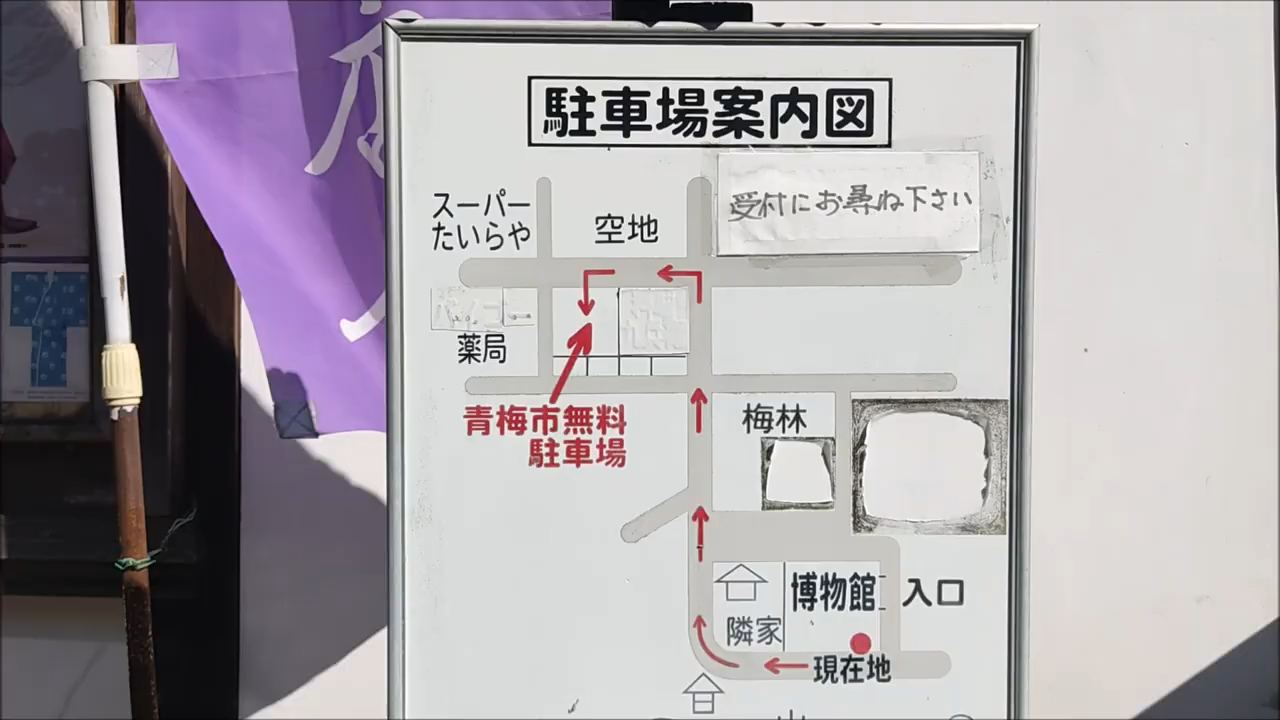 駐車場案内図
受付にお尋ね下さい
スーパー
たいらや
空地
薬局
青梅市無料
駐車場
梅林
博物館
入口
隣家
現在地